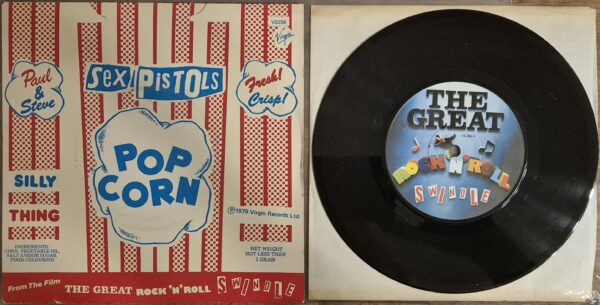 VS256
Virgin
Paul
&
Steve
SEX PISTOLS
Fresh!
Crisp!
POP
CORN
SILLY
THING
℗1979 Virgin Records Ltd.
INGREDIENTS:
CORN, VEGETABLE OIL,
SALT AND/OR SUGAR,
FOOD COLOURING
NET WEIGHT
NOT LESS THAN
1 GRAM
From The Film THE GREAT ROCK 'N' ROLL SWINDLE
THE
GREAT
ROCK 'N' ROLL
SWINDLE